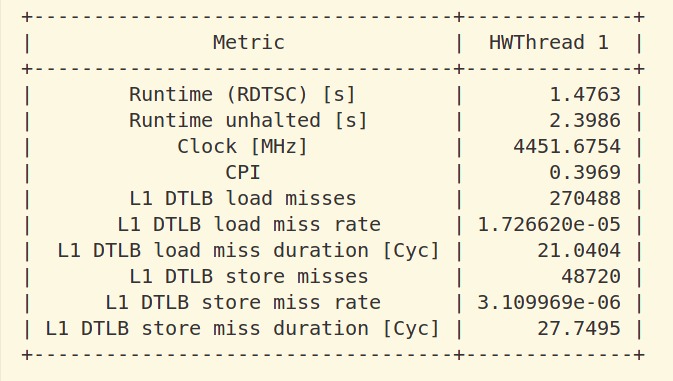 +-----------------------------------+--------------+
|               Metric              |  HWThread 1  |
+-----------------------------------+--------------+
|        Runtime (RDTSC) [s]        |       1.4763 |
|        Runtime unhalted [s]       |       2.3986 |
|            Clock [MHz]            |    4451.6754 |
|                CPI                |       0.3969 |
|        L1 DTLB load misses        |       270488 |
|       L1 DTLB load miss rate      | 1.726620e-05 |
|  L1 DTLB load miss duration [Cyc] |      21.0404 |
|        L1 DTLB store misses       |        48720 |
|      L1 DTLB store miss rate      | 3.109969e-06 |
| L1 DTLB store miss duration [Cyc] |      27.7495 |
+-----------------------------------+--------------+